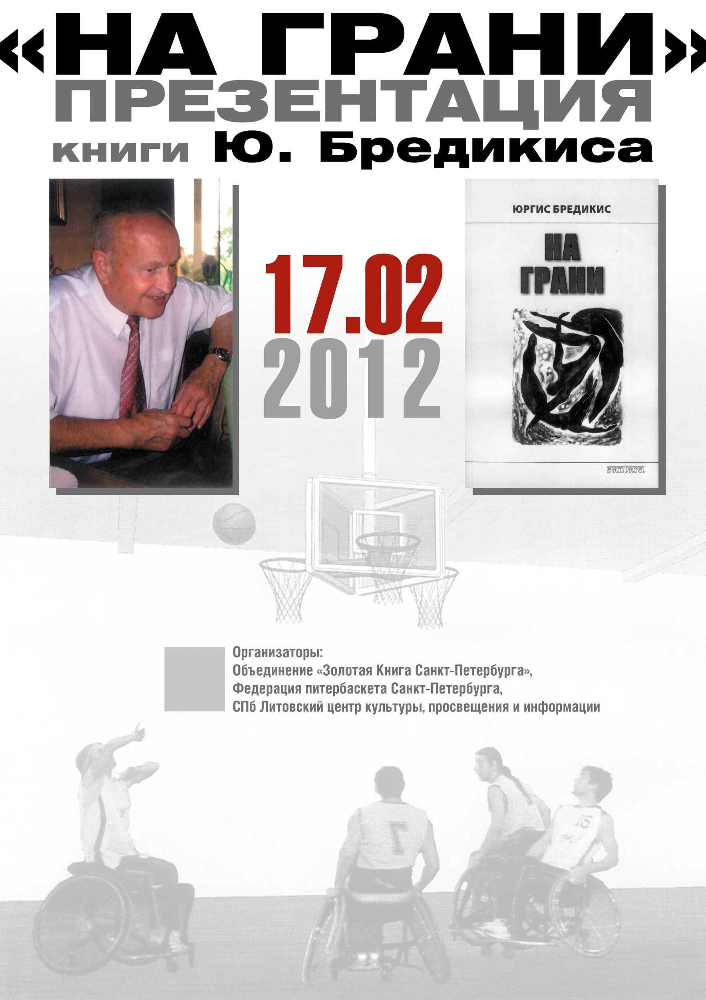 «НА ГРАНИ»
ПРЕЗЕНТАЦИЯ
книги Ю. Бредикиса
17.02
2012
ЮРГИС БРЕДИКИС
НА
ГРАНИ
santara
Организаторы:
Объединение «Золотая Книга Санкт-Петербурга»,
Федерация питербаскета Санкт-Петербурга,
СПб Литовский центр культуры, просвещения и информации
15